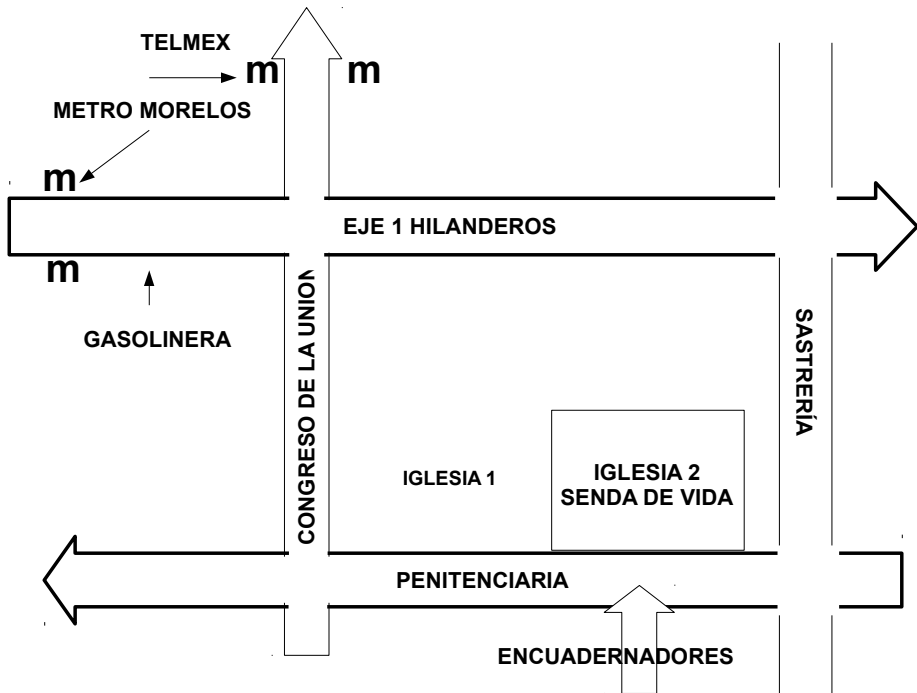 TELMEX
m m
METRO MORELOS
m
EJE 1 HILANDEROS
m
GASOLINERA
CONGRESO DE LA UNION
SASTRERÍA
IGLESIA 1
IGLESIA 2
SENDA DE VIDA
PENITENCIARIA
ENCUADERNADORES